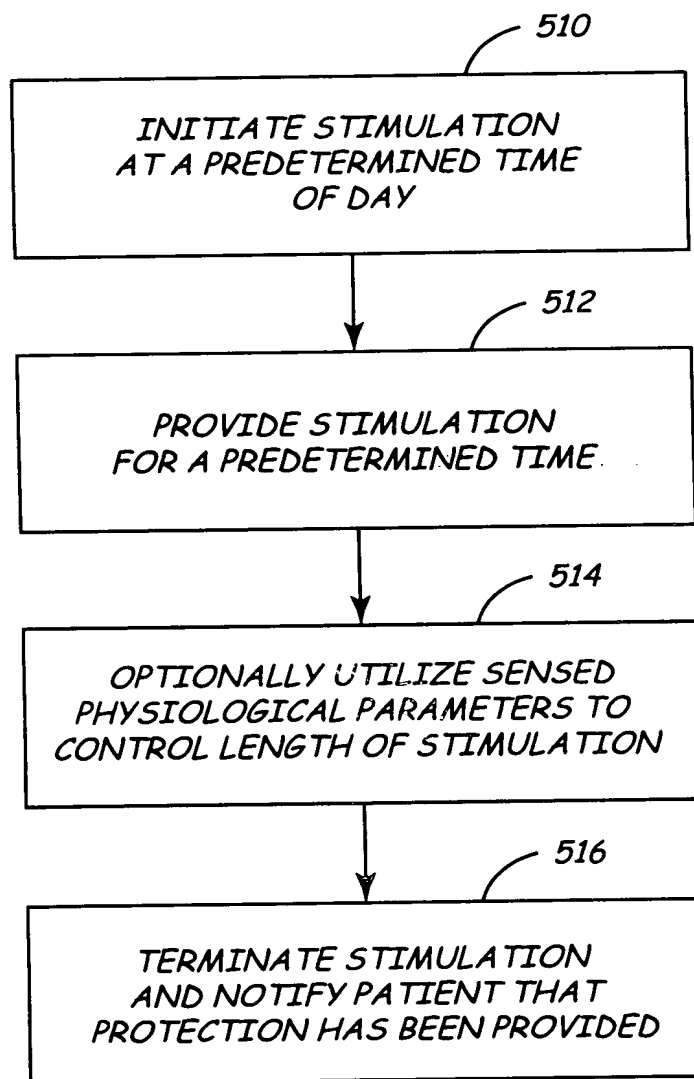 510
INITIATE STIMULATION
AT A PREDETERMINED TIME
OF DAY
512
PROVIDE STIMULATION
FOR A PREDETERMINED TIME
514
OPTIONALLY UTILIZE SENSED
PHYSIOLOGICAL PARAMETERS TO
CONTROL LENGTH OF STIMULATION
516
TERMINATE STIMULATION
AND NOTIFY PATIENT THAT
PROTECTION HAS BEEN PROVIDED